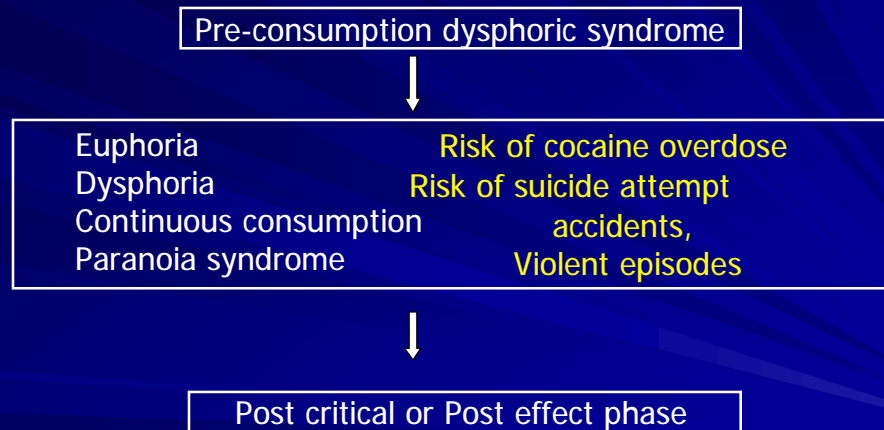 Pre-consumption dysphoric syndrome
Euphoria
Dysphoria
Continuous consumption
Paranoia syndrome
Risk of cocaine overdose
Risk of suicide attempt
accidents,
Violent episodes
Post critical or Post effect phase